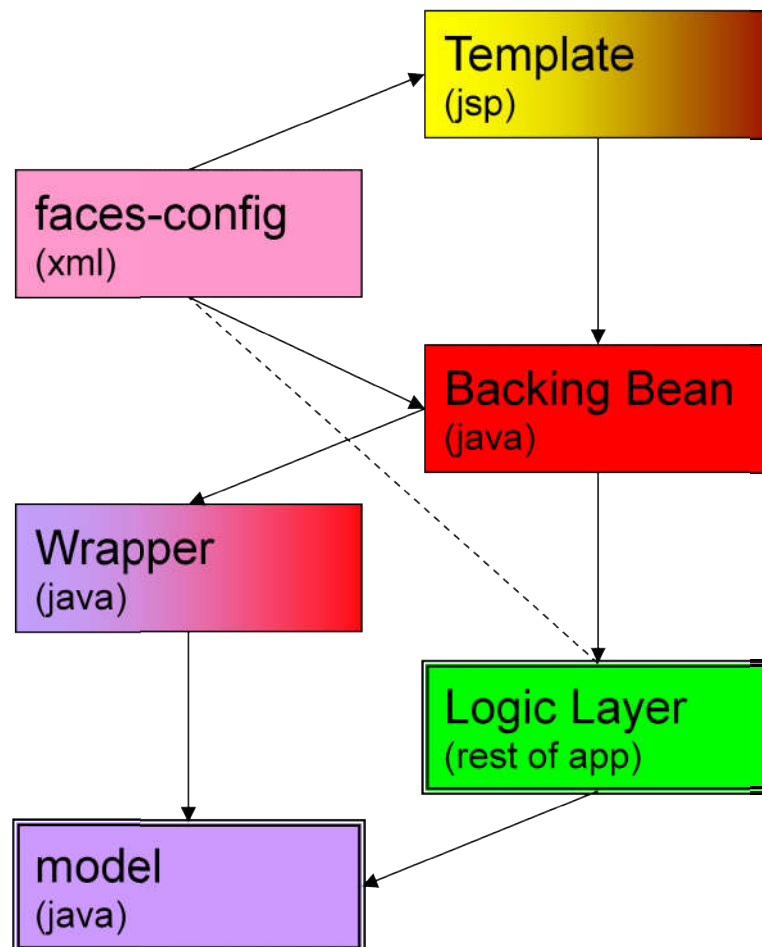 Template
(jsp)
faces-config
(xml)
Backing Bean
(java)
Wrapper
(java)
Logic Layer
(rest of app)
model
(java)